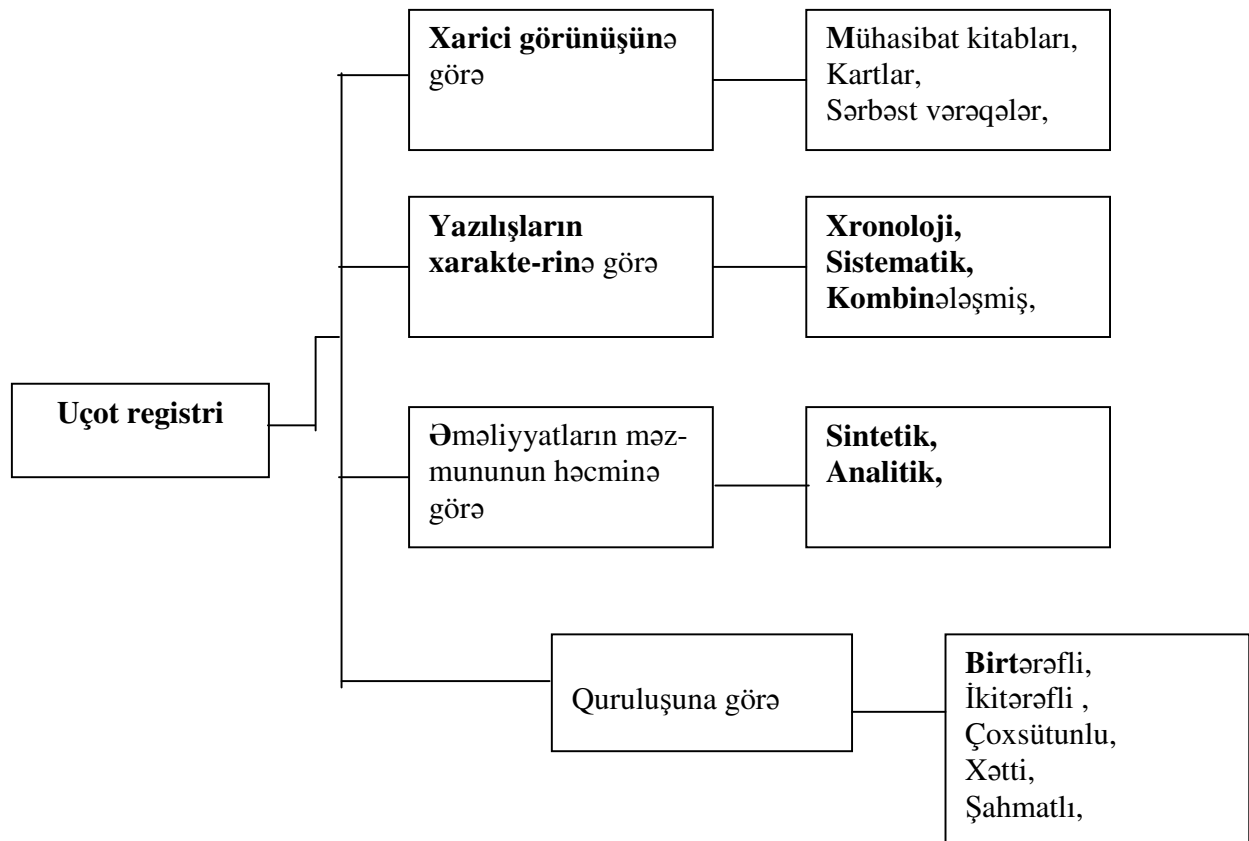 Xarici görünüşünə
görə
Mühasibat kitabları,
Kartlar,
Sərbəst vərəqələr,
Yazılışların
xarakte-rinə görə
Xronoloji,
Sistematik,
Kombinələşmiş,
Uçot registri
Əməliyyatların məz-
mununun həcminə
görə
Sintetik,
Analitik,
Quruluşuna görə
Birtərəfli,
İkitərəfli ,
Çoxsütunlu,
Xətti,
Şahmatlı,